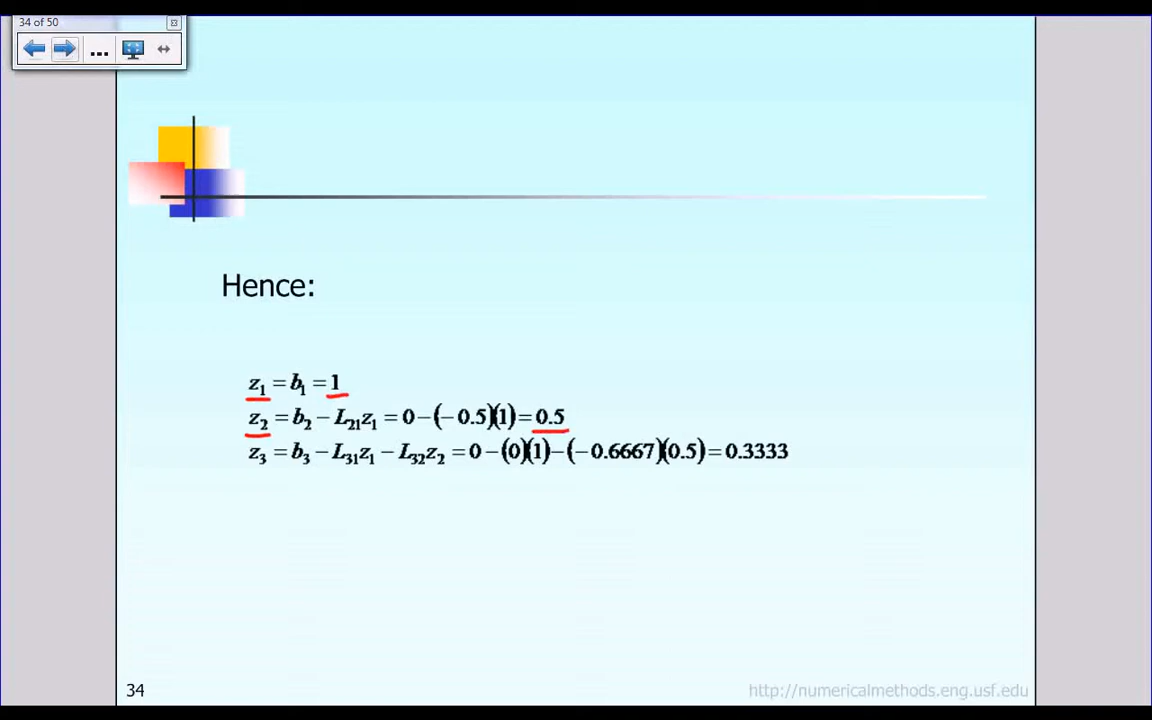 34 of 50
...
Hence:
z₁ = b₁ = 1
z₂ = b₂ − L₂₁z₁ = 0 − (− 0.5)(1) = 0.5
z₃ = b₃ − L₃₁z₁ − L₃₂z₂ = 0 − (0)(1) − (− 0.6667)(0.5) = 0.3333
34
http://numericalmethods.eng.usf.edu